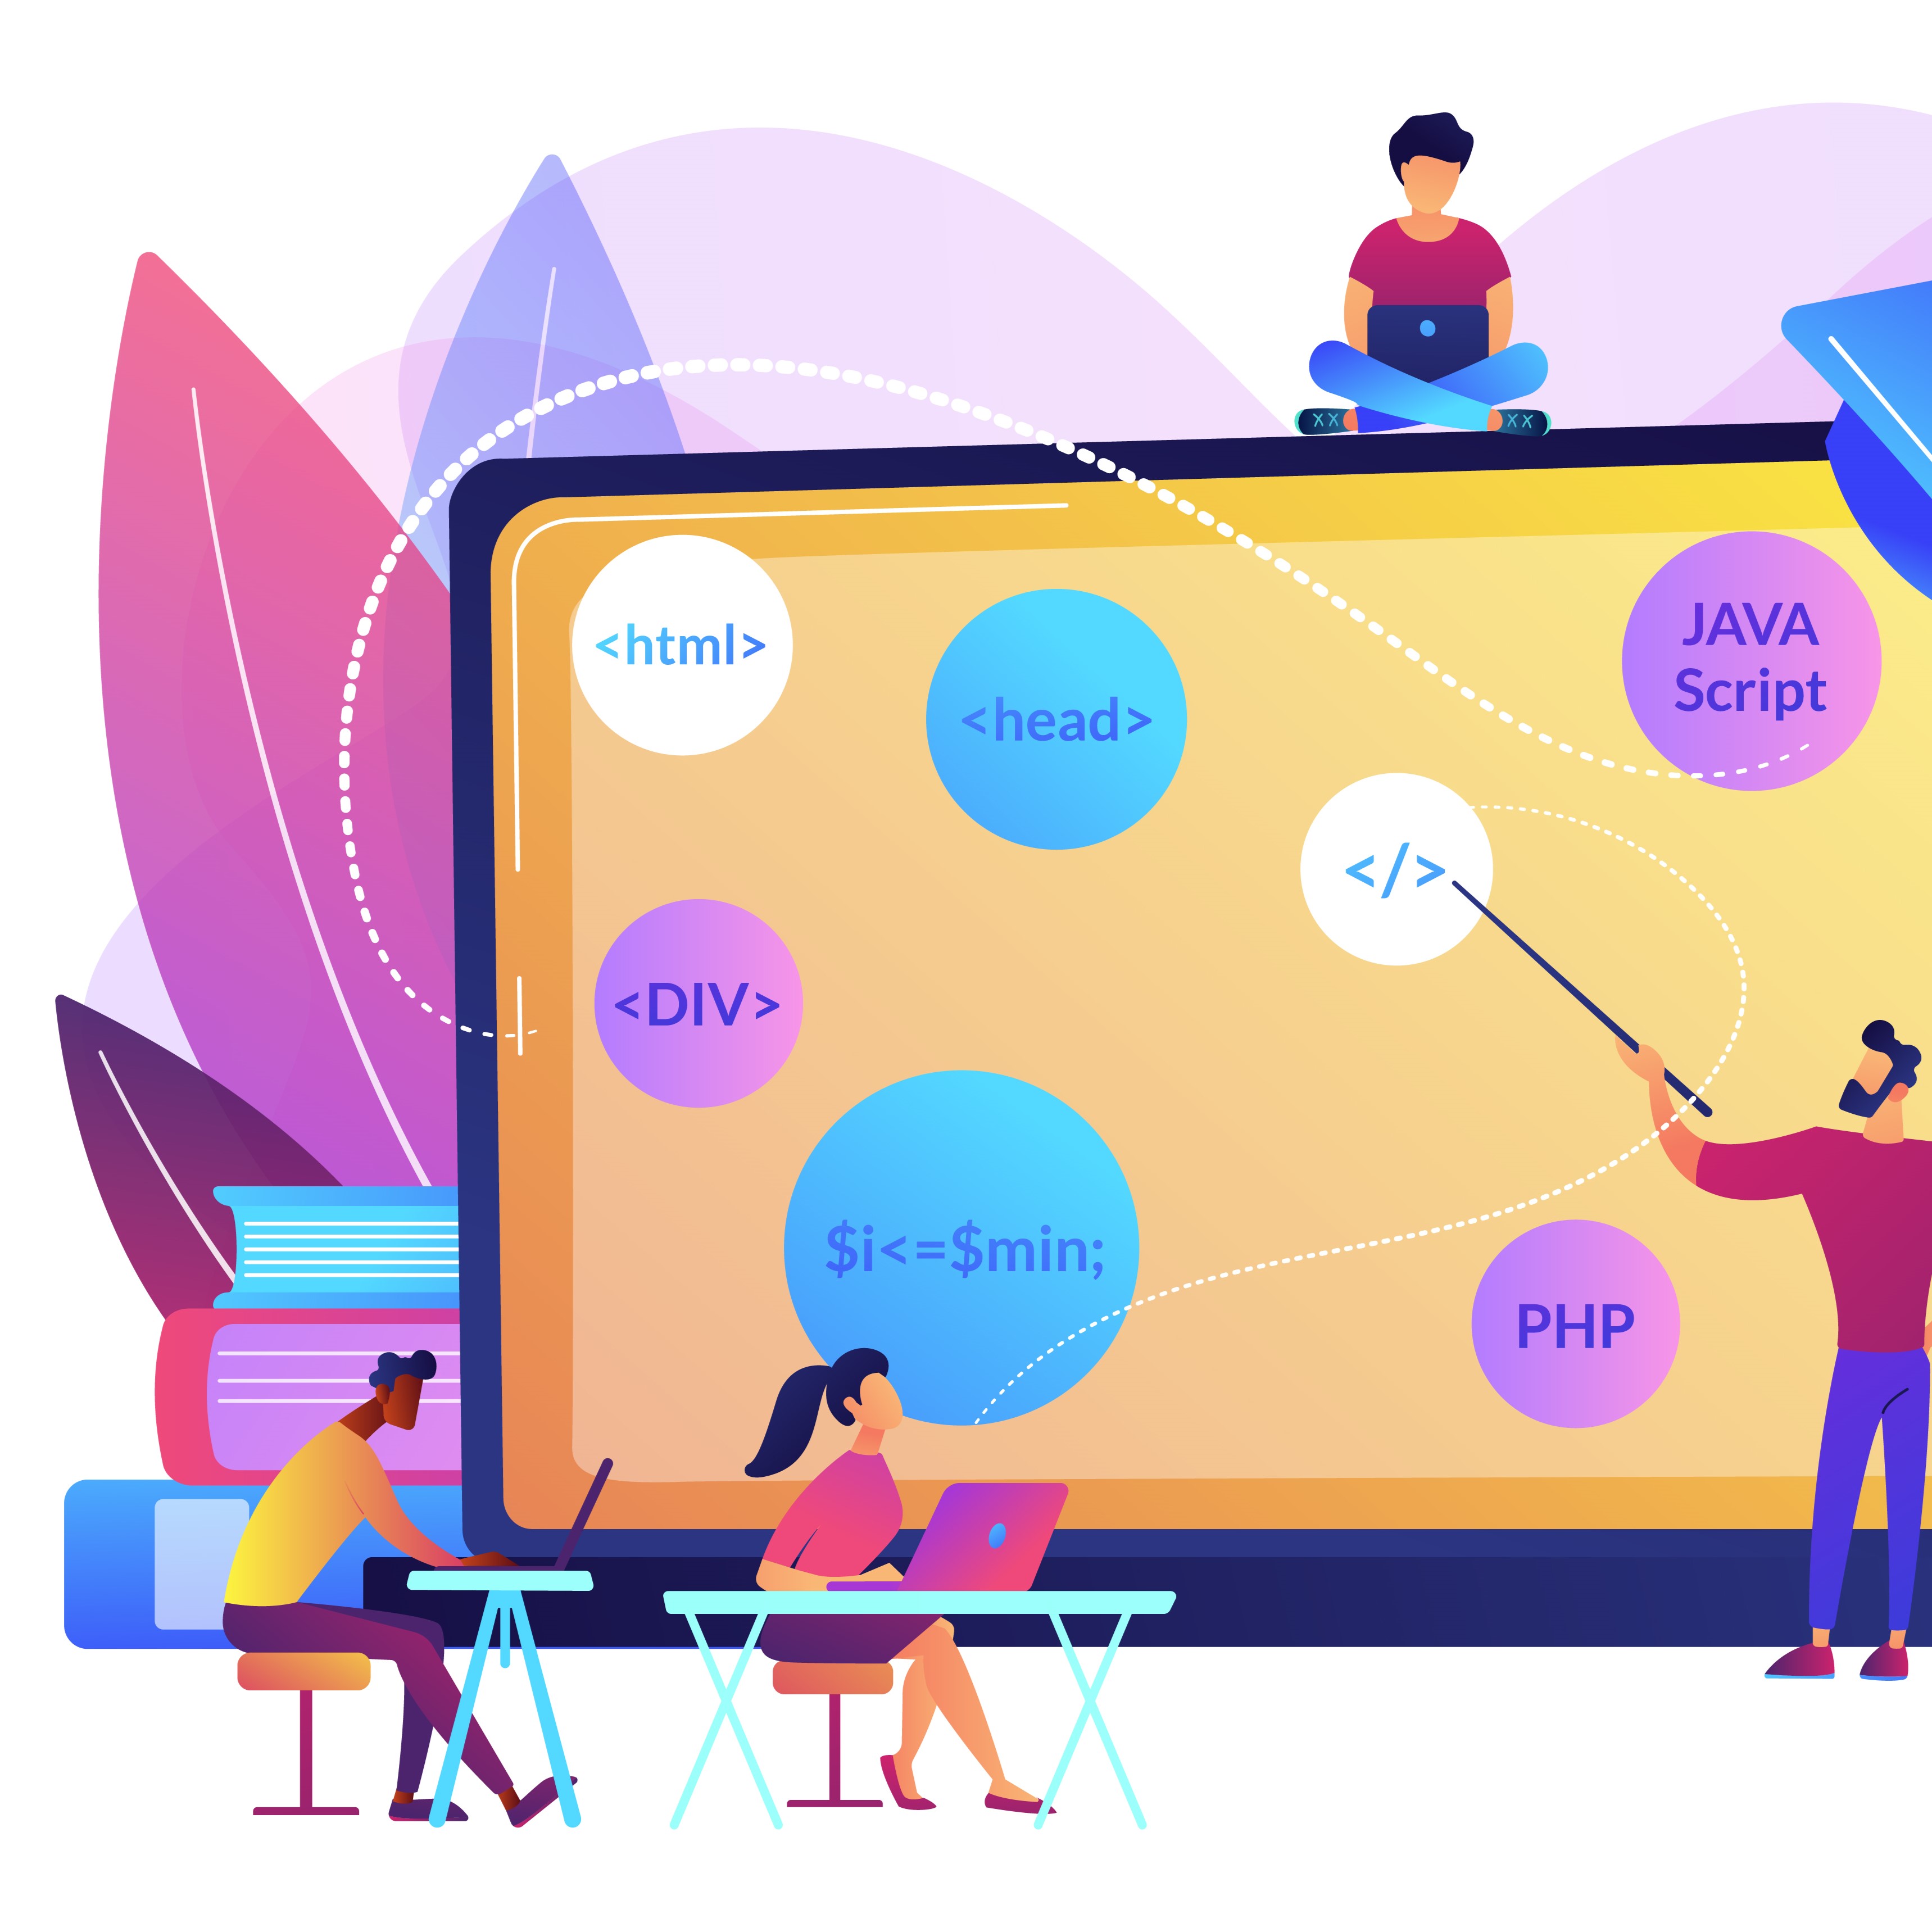 <html>
<head>
JAVA
Script
</>
<DIV>
$i<=$min;
PHP